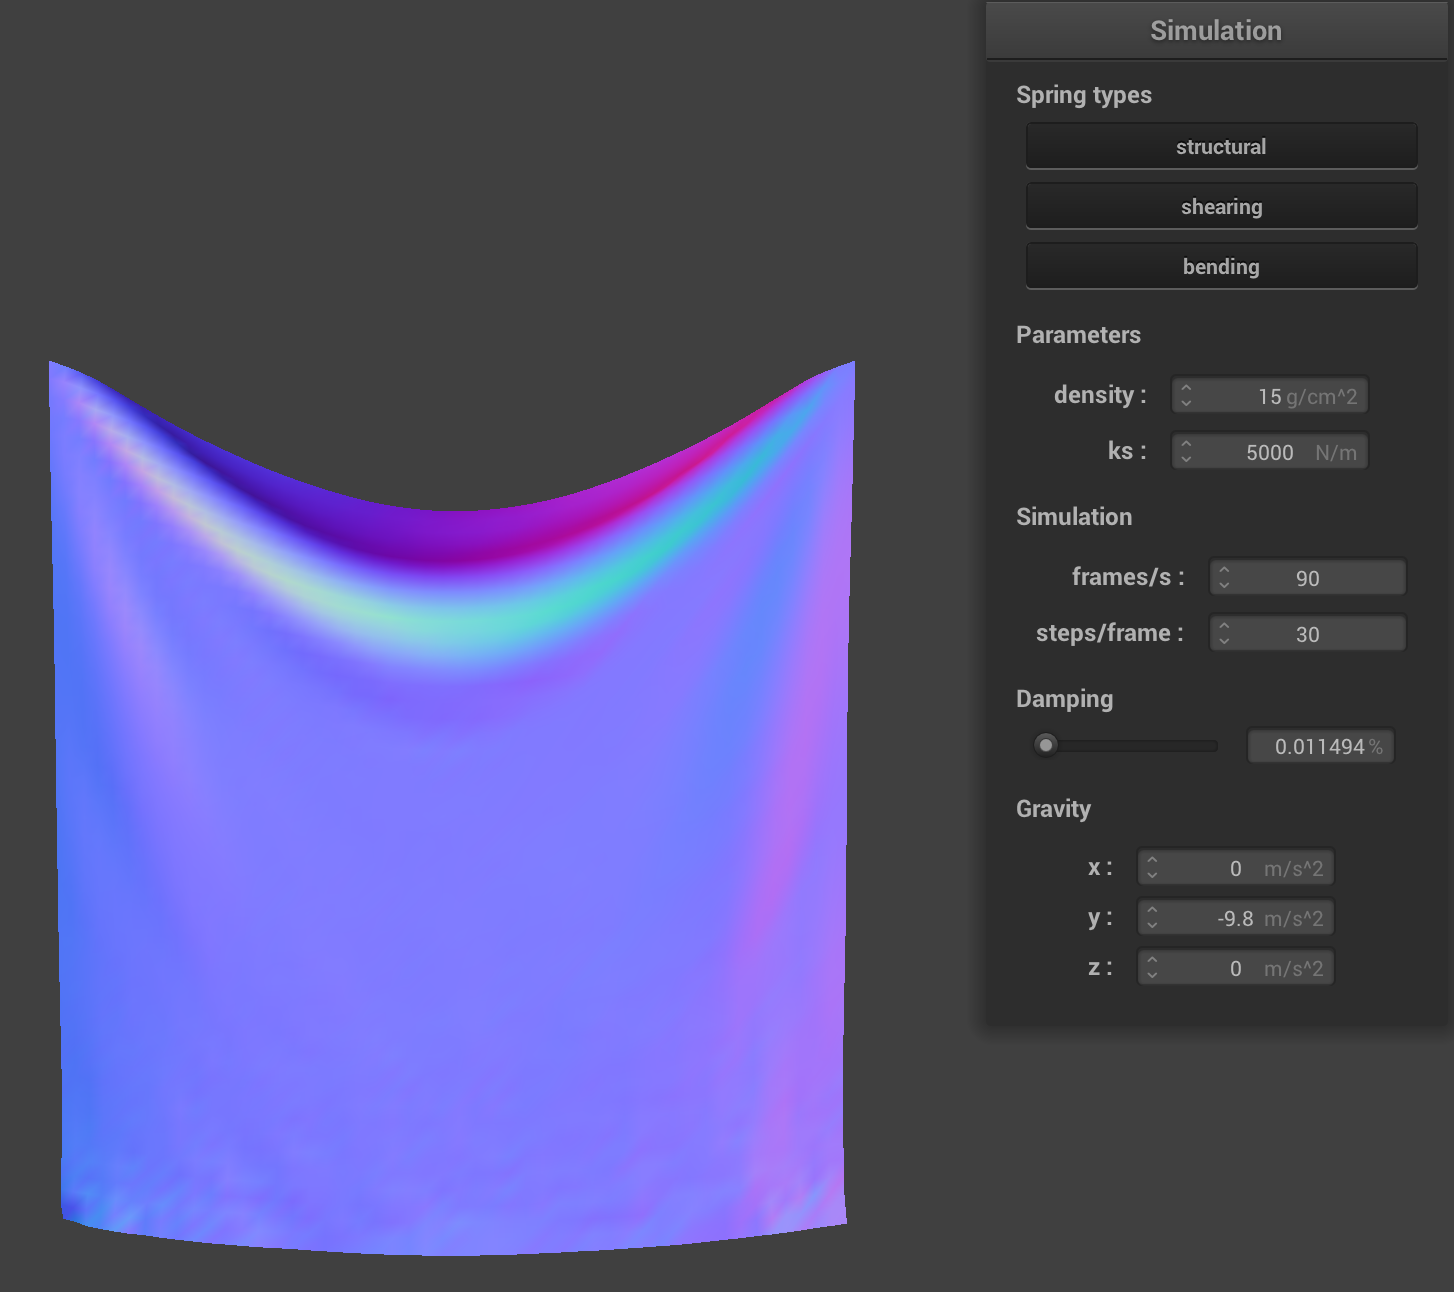 Simulation
Spring types
structural
shearing
bending
Parameters
density : 15 g/cm^2
ks : 5000 N/m
Simulation
frames/s : 90
steps/frame : 30
Damping
0.011494 %
Gravity
x : 0 m/s^2
y : -9.8 m/s^2
z : 0 m/s^2